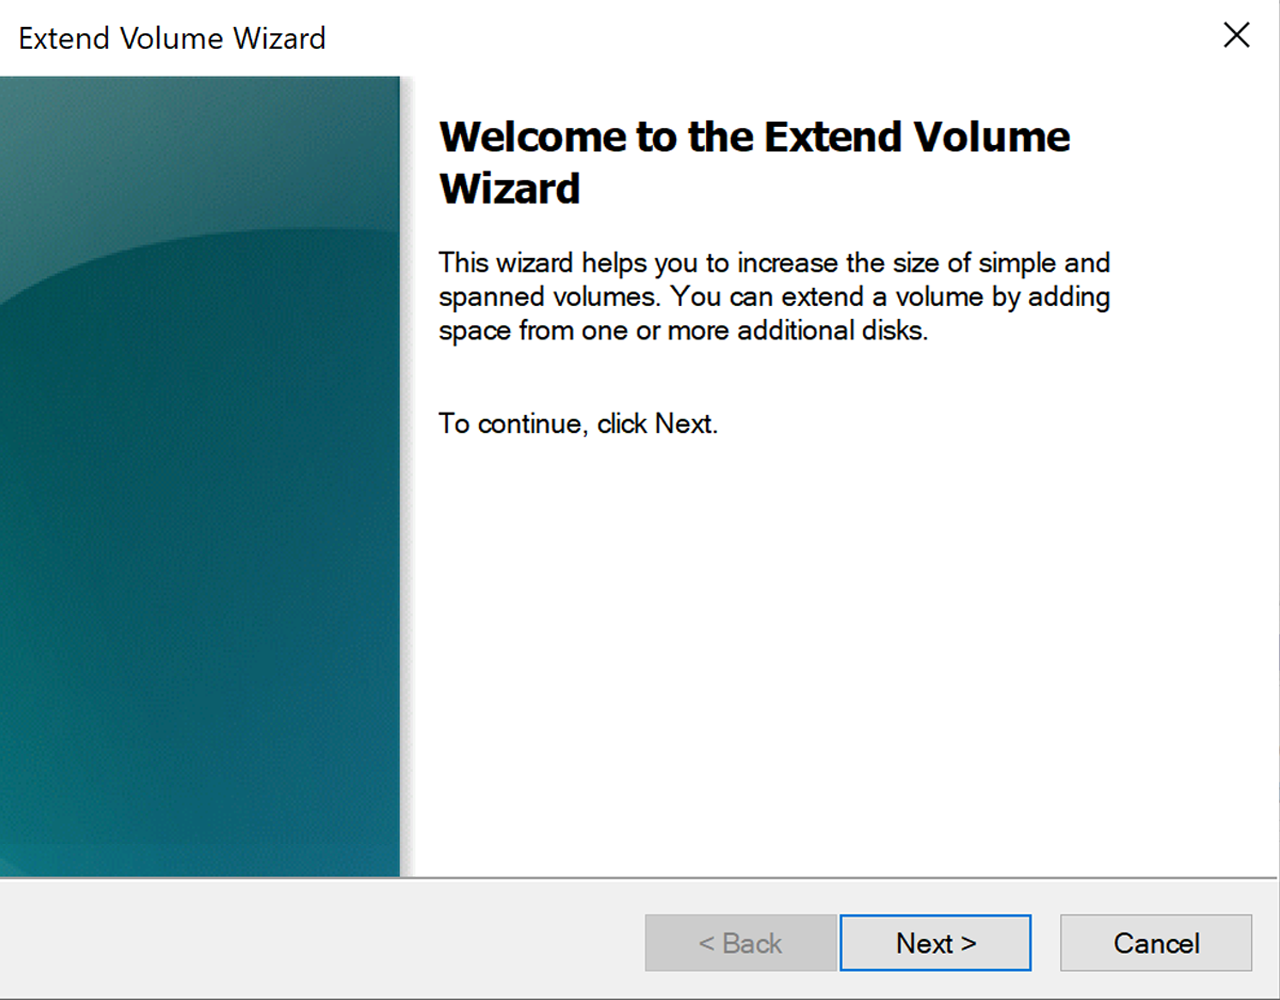 Extend Volume Wizard
Welcome to the Extend Volume
Wizard
This wizard helps you to increase the size of simple and
spanned volumes. You can extend a volume by adding
space from one or more additional disks.
To continue, click Next.
< Back
Next >
Cancel